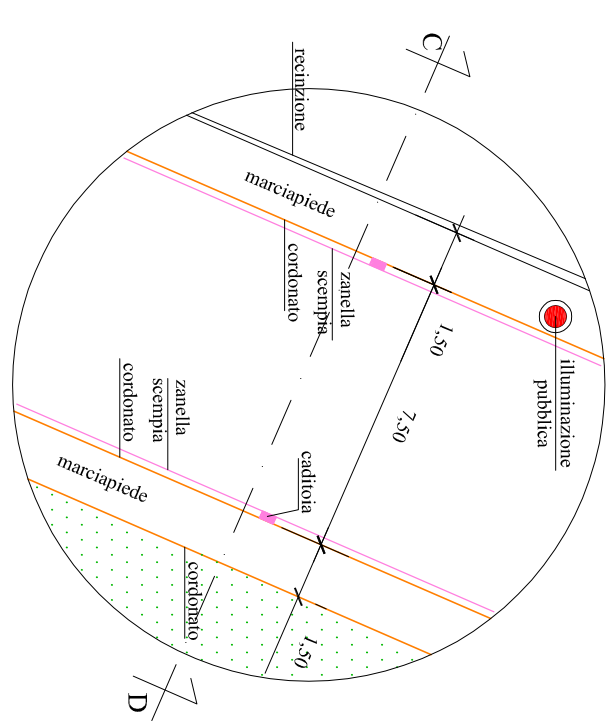 C
recinzione
marciapiede
cordonato
zanella
scempia
1,50
illuminazione
pubblica
7,50
zanella
scempia
cordonato
caditoia
marciapiede
cordonato
1,50
D